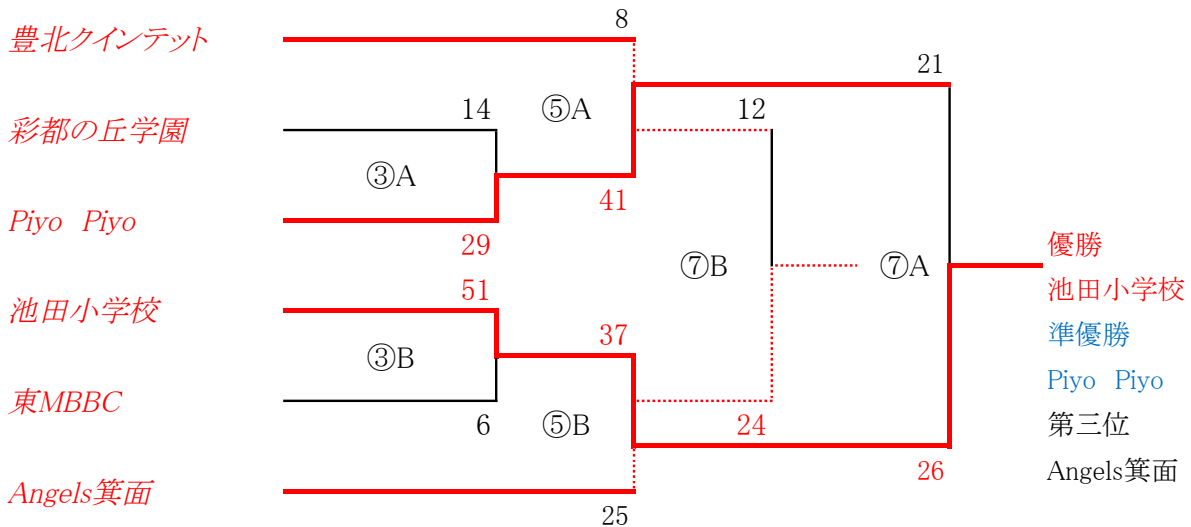 豊北クインテット
8
21
14
⑤A
12
彩都の丘学園
③A
41
Piyo　Piyo
29
⑦B
⑦A
優勝
51
池田小学校
池田小学校
37
準優勝
③B
Piyo　Piyo
東MBBC
6
⑤B
24
第三位
26
Angels箕面
Angels箕面
25